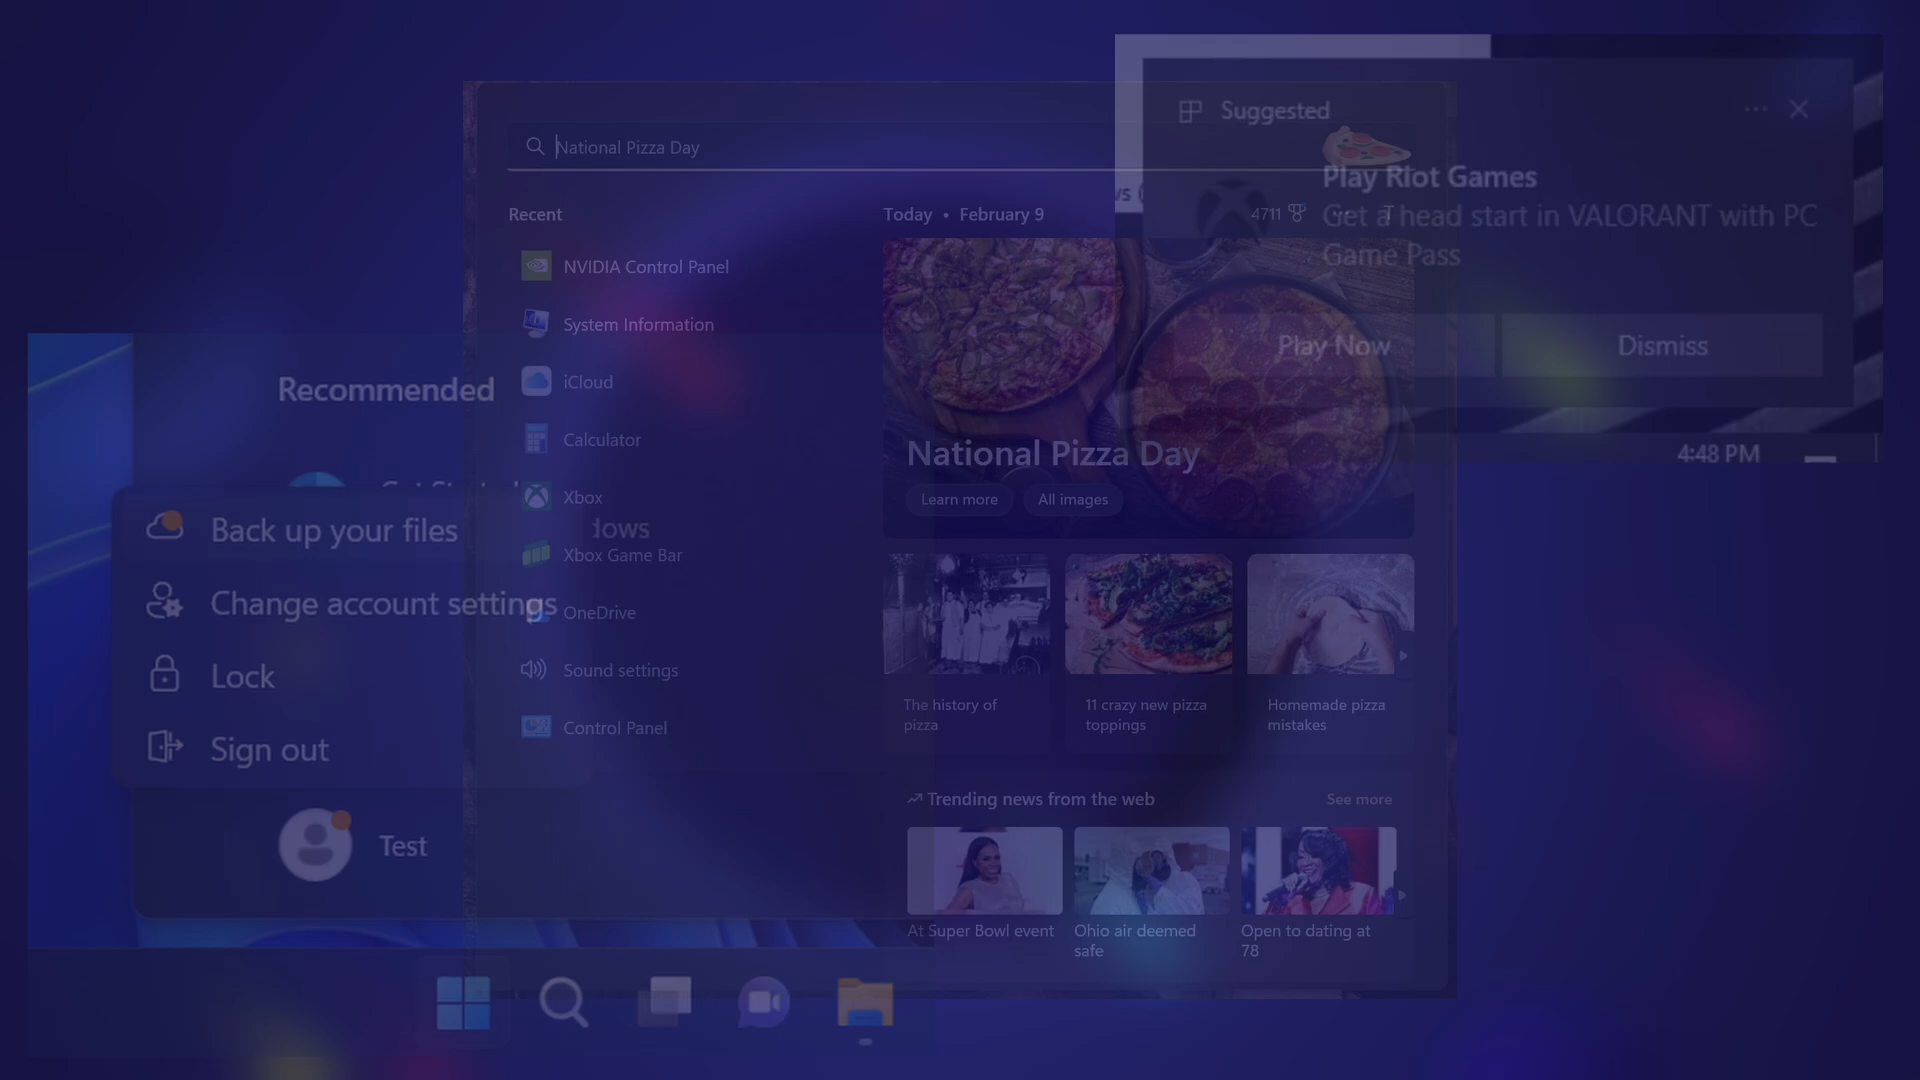 Suggested
Play Riot Games
Get a head start in VALORANT with PC
Game Pass
Play Now
Dismiss
4:48 PM
National Pizza Day
Recent
NVIDIA Control Panel
System Information
iCloud
Calculator
Xbox
Xbox Game Bar
OneDrive
Sound settings
Control Panel
Today • February 9
4711
T
National Pizza Day
Learn more
All images
The history of
pizza
11 crazy new pizza
toppings
Homemade pizza
mistakes
Trending news from the web
See more
At Super Bowl event
Ohio air deemed
safe
Open to dating at
78
Recommended
dows
Back up your files
Change account settings
Lock
Sign out
Test